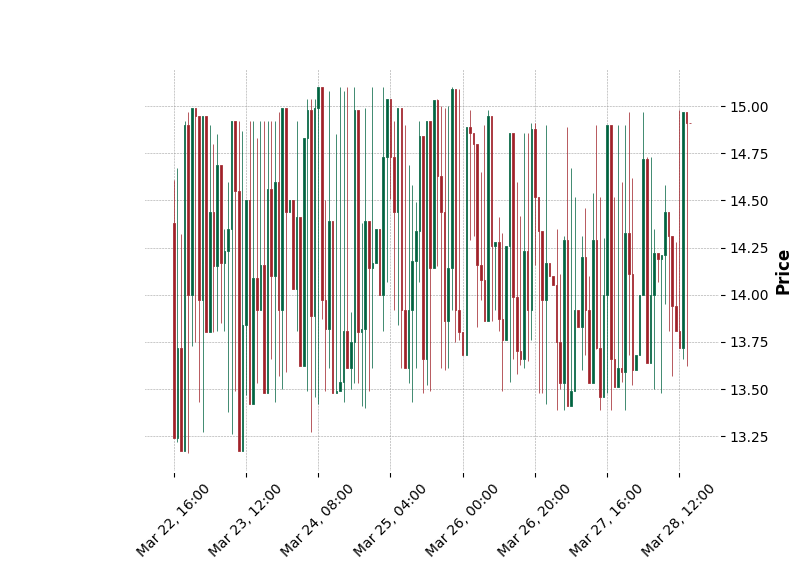 15.00
14.75
14.50
14.25
14.00
13.75
13.50
13.25
Price
Mar 22, 16:00
Mar 23, 12:00
Mar 24, 08:00
Mar 25, 04:00
Mar 26, 00:00
Mar 26, 20:00
Mar 27, 16:00
Mar 28, 12:00